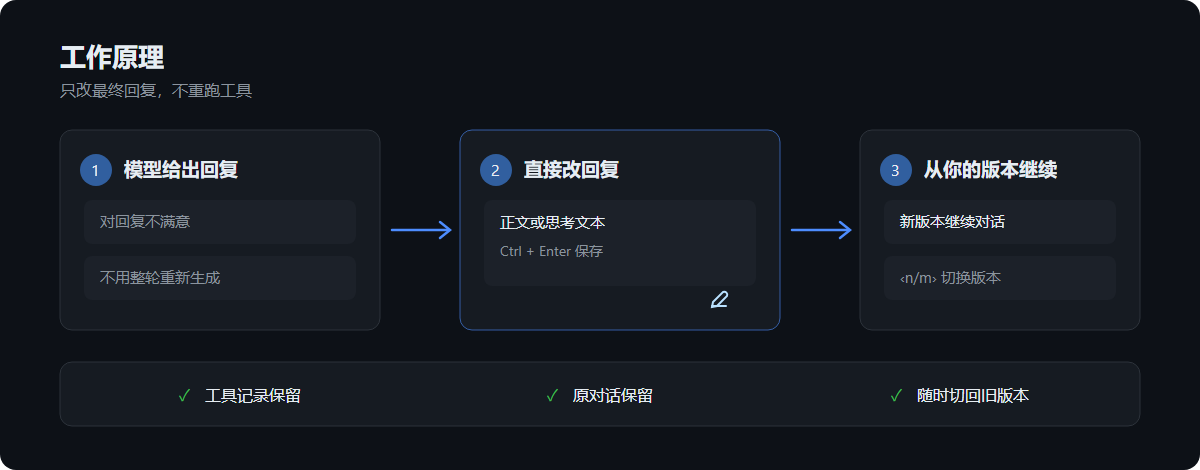 工作原理
只改最终回复，不重跑工具
1 模型给出回复
对回复不满意
不用整轮重新生成
2 直接改回复
正文或思考文本
Ctrl + Enter 保存
3 从你的版本继续
新版本继续对话
‹n/m› 切换版本
✓ 工具记录保留
✓ 原对话保留
✓ 随时切回旧版本